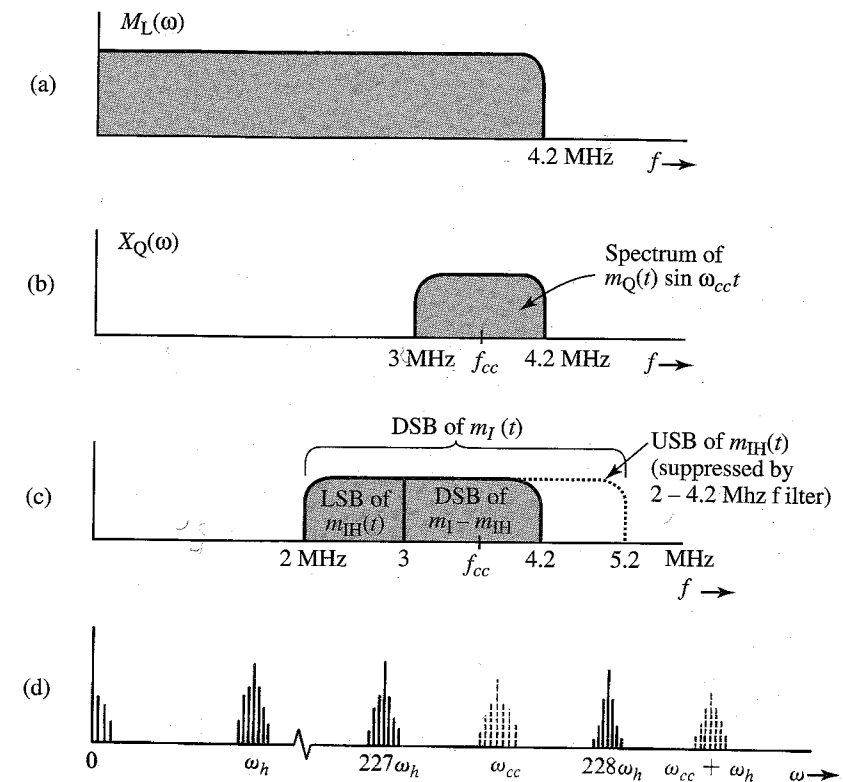 (a)
M_L(ω)
4.2 MHz
f→
(b)
X_Q(ω)
Spectrum of
m_Q(t) sin ω_cc t
3 MHz f_cc 4.2 MHz
f→
(c)
DSB of m_I (t)
USB of m_IH(t)
(suppressed by
2 – 4.2 Mhz filter)
LSB of
m_IH(t)
DSB of
m_I – m_IH
2 MHz 3 f_cc 4.2 5.2 MHz
f →
(d)
0 ω_h 227ω_h ω_cc 228ω_h ω_cc + ω_h ω→